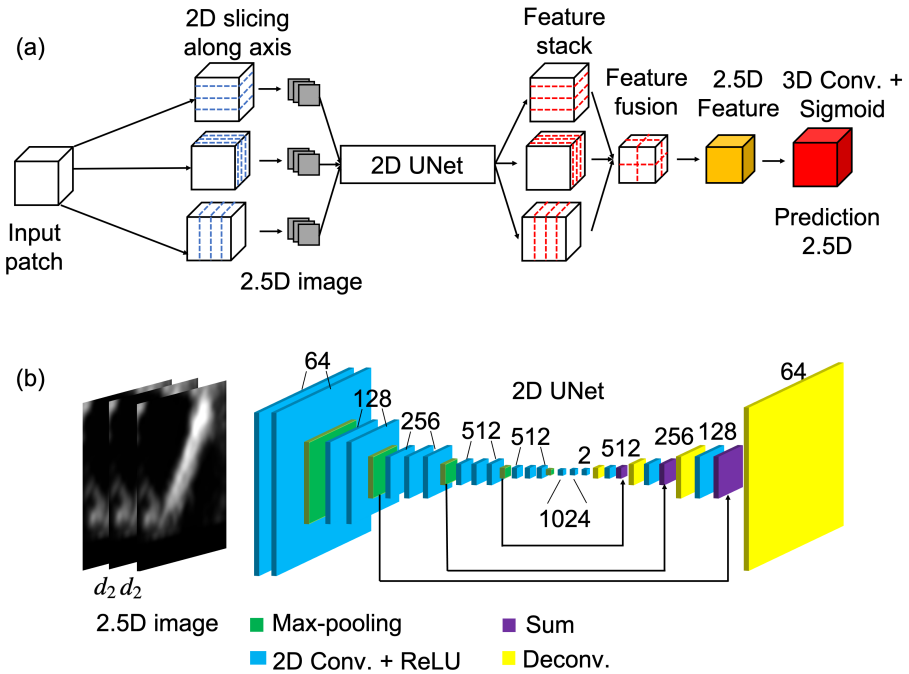 (a)
2D slicing
along axis
Feature
stack
Feature
fusion
2.5D
Feature
3D Conv. +
Sigmoid
2D UNet
Input
patch
2.5D image
Prediction
2.5D
(b)
64
128
256
512
512
1024
2
512
256
128
64
2D UNet
d₂ d₂
2.5D image
Max-pooling
2D Conv. + ReLU
Sum
Deconv.